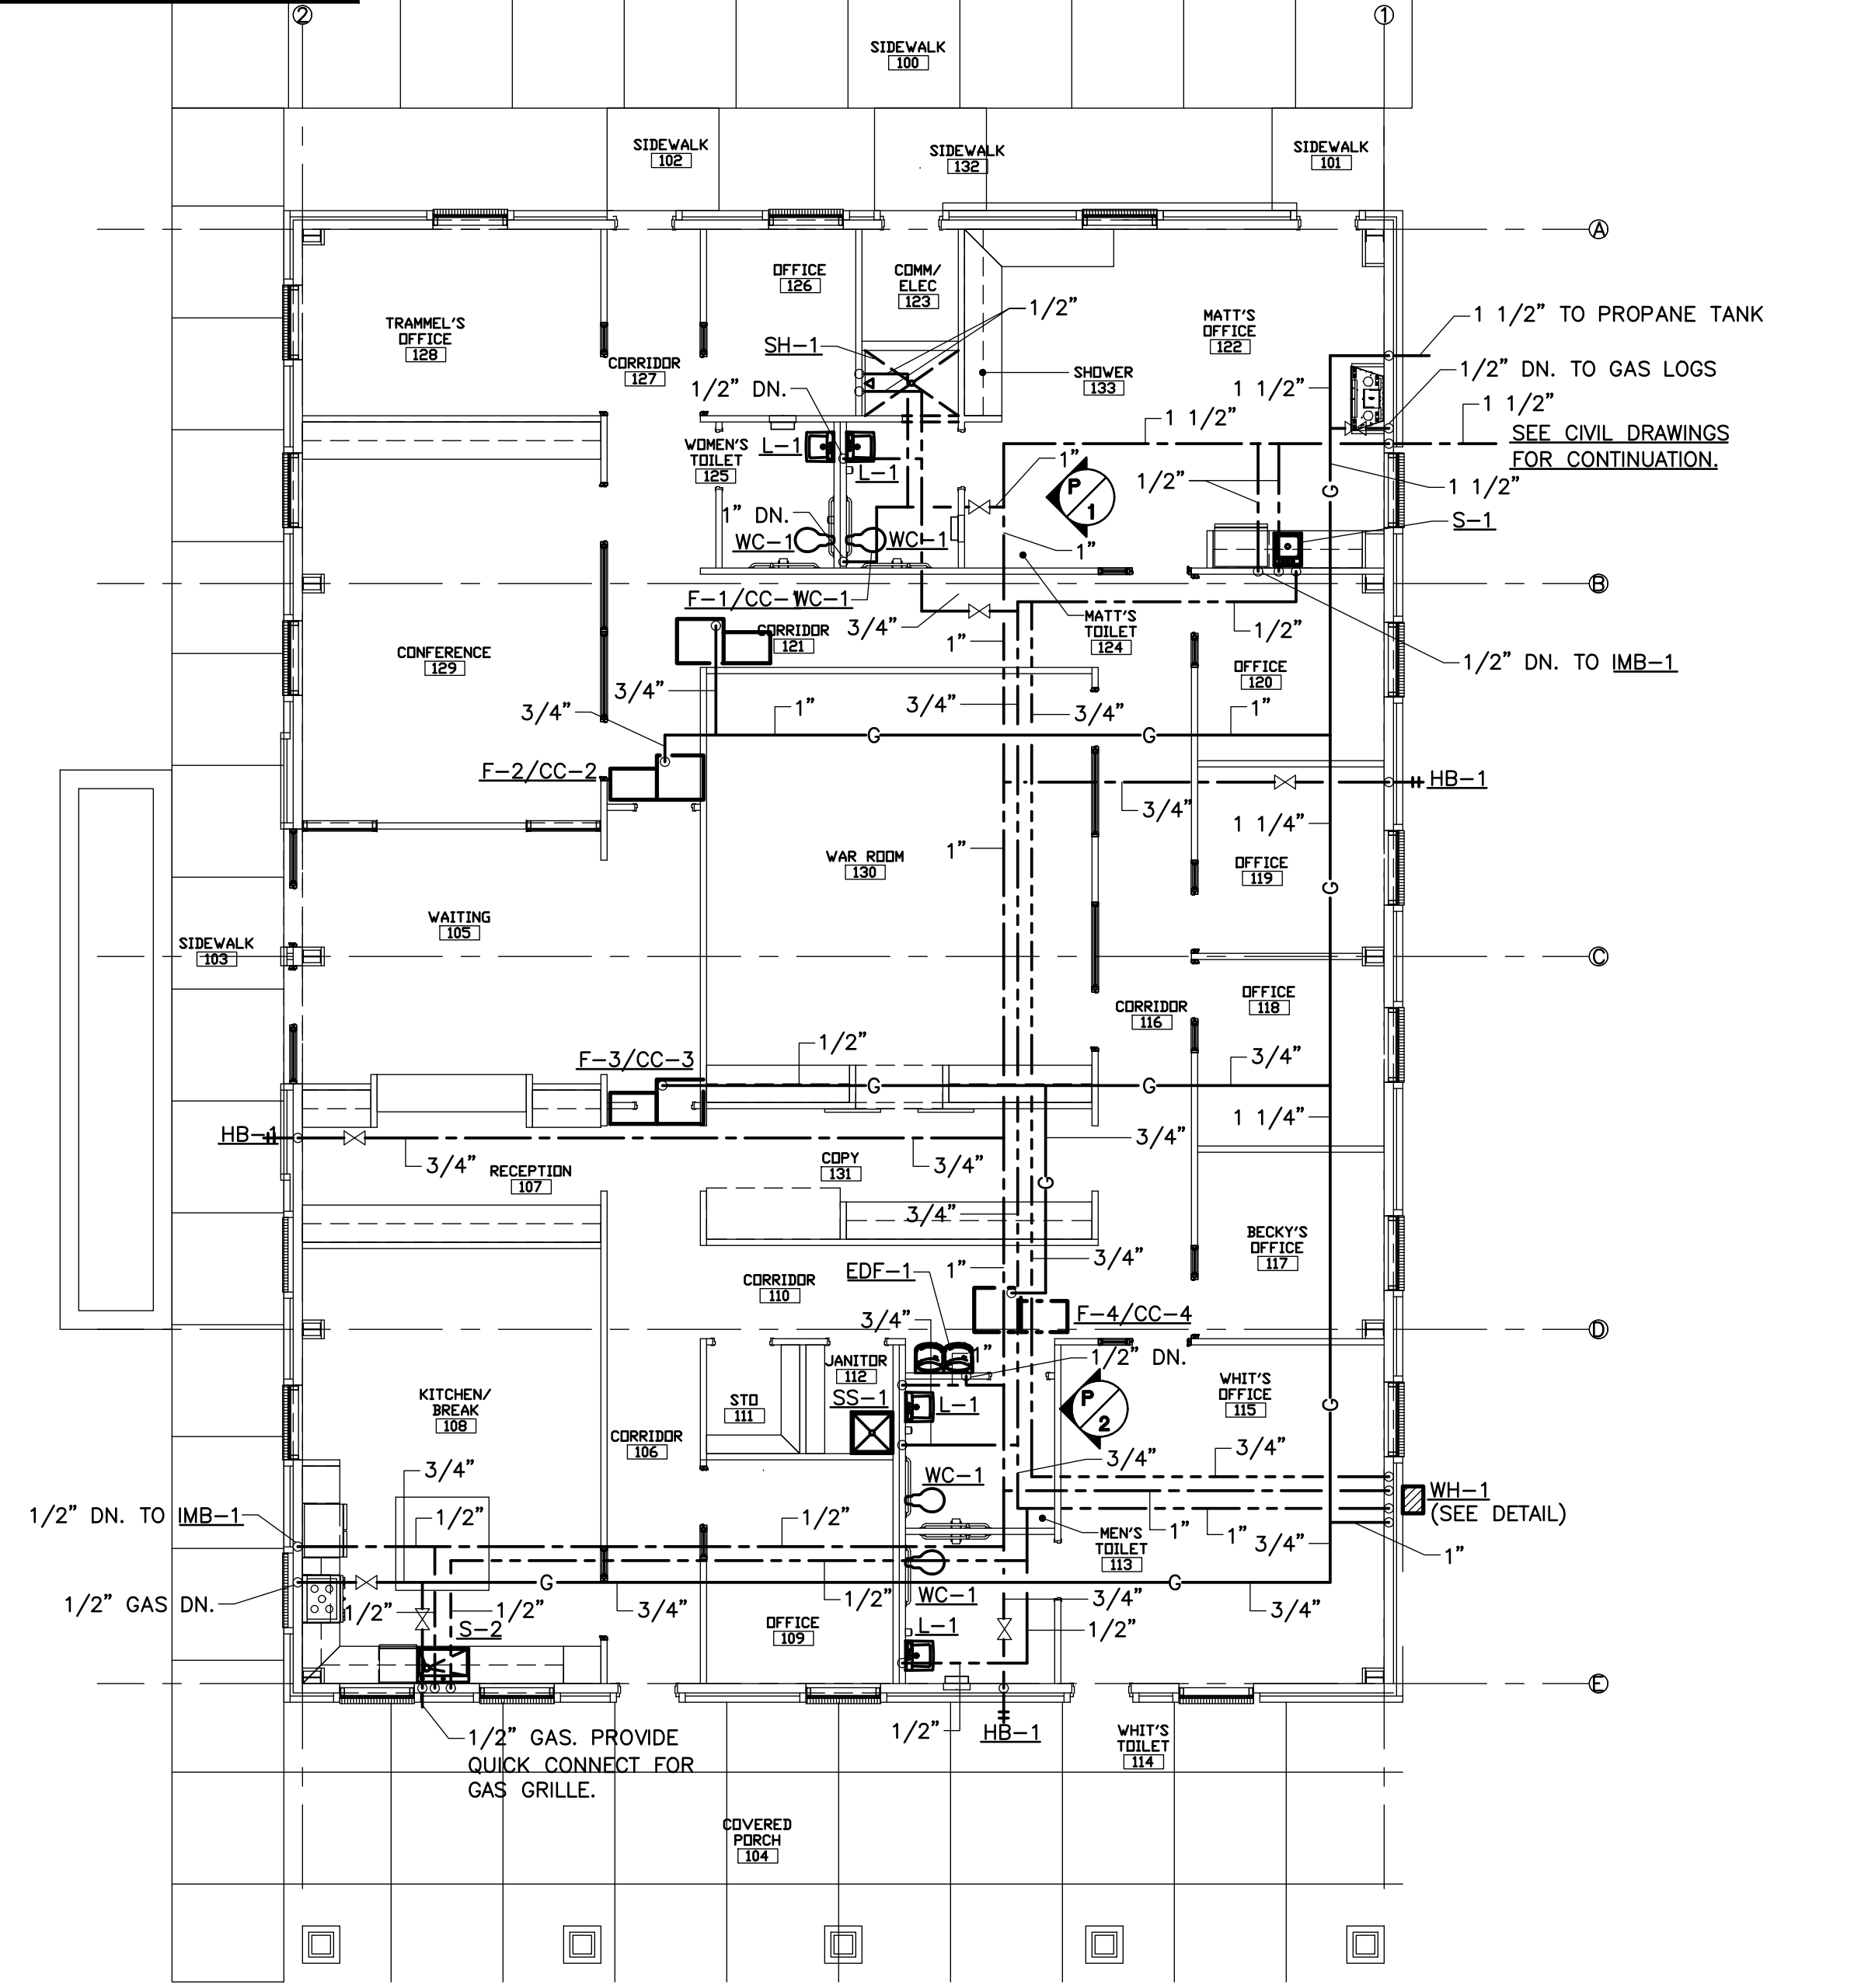 2
1
SIDEWALK
100
SIDEWALK
102
SIDEWALK
132
SIDEWALK
101
A
OFFICE
126
COMM/
ELEC
123
1/2"
TRAMMEL'S
OFFICE
128
MATT'S
OFFICE
122
1 1/2" TO PROPANE TANK
SH-1
CORRIDOR
127
SHOWER
133
1/2" DN. TO GAS LOGS
1/2" DN.
1 1/2"
1 1/2"
1 1/2"
SEE CIVIL DRAWINGS
FOR CONTINUATION.
WOMEN'S
TOILET
125
L-1
L-1
1"
1/2"
G
1 1/2"
P
1
1" DN.
S-1
WC-1
WC-1
1"
B
F-1/CC-1
WC-1
3/4"
CORRIDOR
121
MATT'S
TOILET
124
1/2"
1"
CONFERENCE
129
OFFICE
120
1/2" DN. TO IMB-1
3/4"
3/4"
3/4"
1"
3/4"
1"
G
G
F-2/CC-2
HB-1
3/4"
1 1/4"
WAR ROOM
130
1"
OFFICE
119
G
WAITING
105
SIDEWALK
103
C
OFFICE
118
CORRIDOR
116
1/2"
F-3/CC-3
3/4"
G
G
1 1/4"
HB-1
3/4"
3/4"
3/4"
RECEPTION
107
COPY
131
G
3/4"
BECKY'S
OFFICE
117
3/4"
EDF-1
1"
CORRIDOR
110
3/4"
F-4/CC-4
D
1"
JANITOR
112
1/2" DN.
KITCHEN/
BREAK
108
STO
111
SS-1
L-1
P
2
WHIT'S
OFFICE
115
G
CORRIDOR
106
3/4"
3/4"
3/4"
WC-1
WH-1
(SEE DETAIL)
1/2" DN. TO IMB-1
1/2"
1/2"
MEN'S
TOILET
113
1"
1"
3/4"
1"
G
G
1/2" GAS DN.
1/2"
1/2"
3/4"
1/2"
WC-1
3/4"
3/4"
S-2
OFFICE
109
L-1
1/2"
E
1/2"
HB-1
1/2" GAS. PROVIDE
QUICK CONNECT FOR
GAS GRILLE.
WHIT'S
TOILET
114
COVERED
PORCH
104